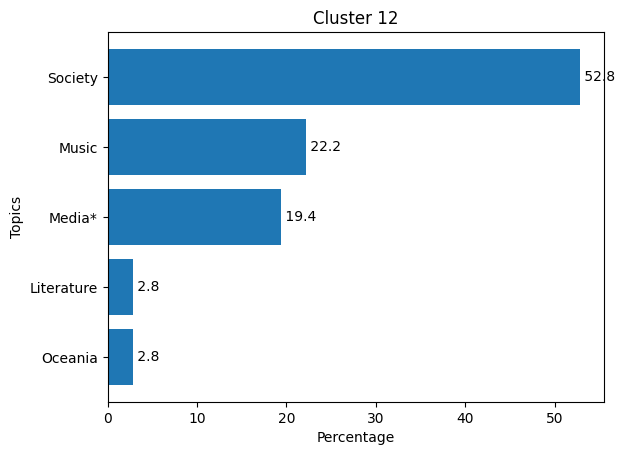 Cluster 12
Topics
Society 52.8
Music 22.2
Media* 19.4
Literature 2.8
Oceania 2.8
0 10 20 30 40 50
Percentage